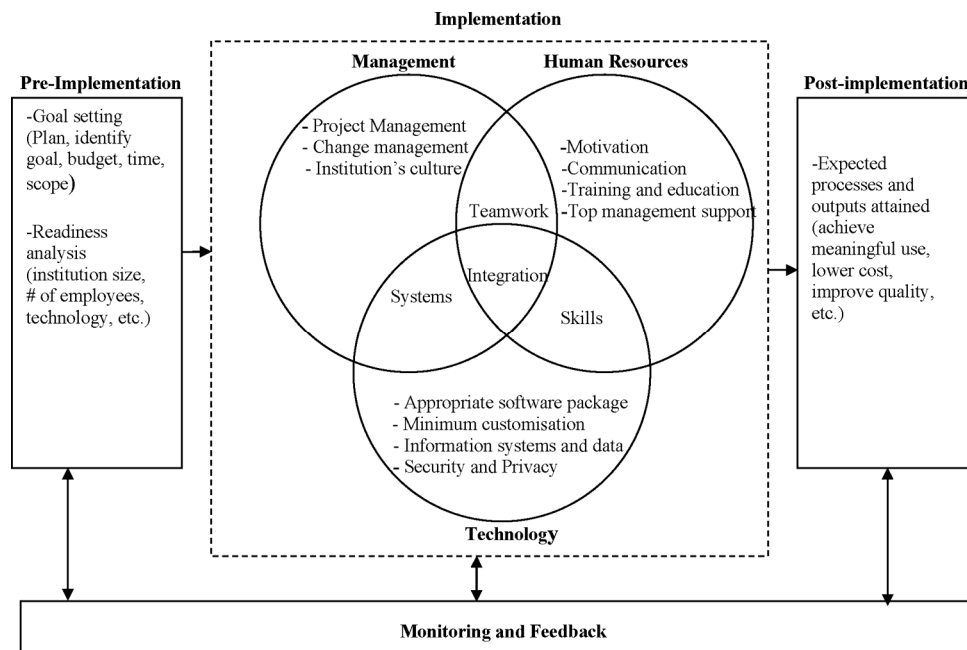 Implementation
Pre-Implementation
-Goal setting
(Plan, identify
goal, budget, time,
scope)
-Readiness
analysis
(institution size,
# of employees,
technology, etc.)
Management
- Project Management
- Change management
- Institution's culture
Human Resources
-Motivation
-Communication
-Training and education
-Top management support
Teamwork
Integration
Systems
Skills
- Appropriate software package
- Minimum customisation
- Information systems and data
- Security and Privacy
Technology
Post-implementation
-Expected
processes and
outputs attained
(achieve
meaningful use,
lower cost,
improve quality,
etc.)
Monitoring and Feedback